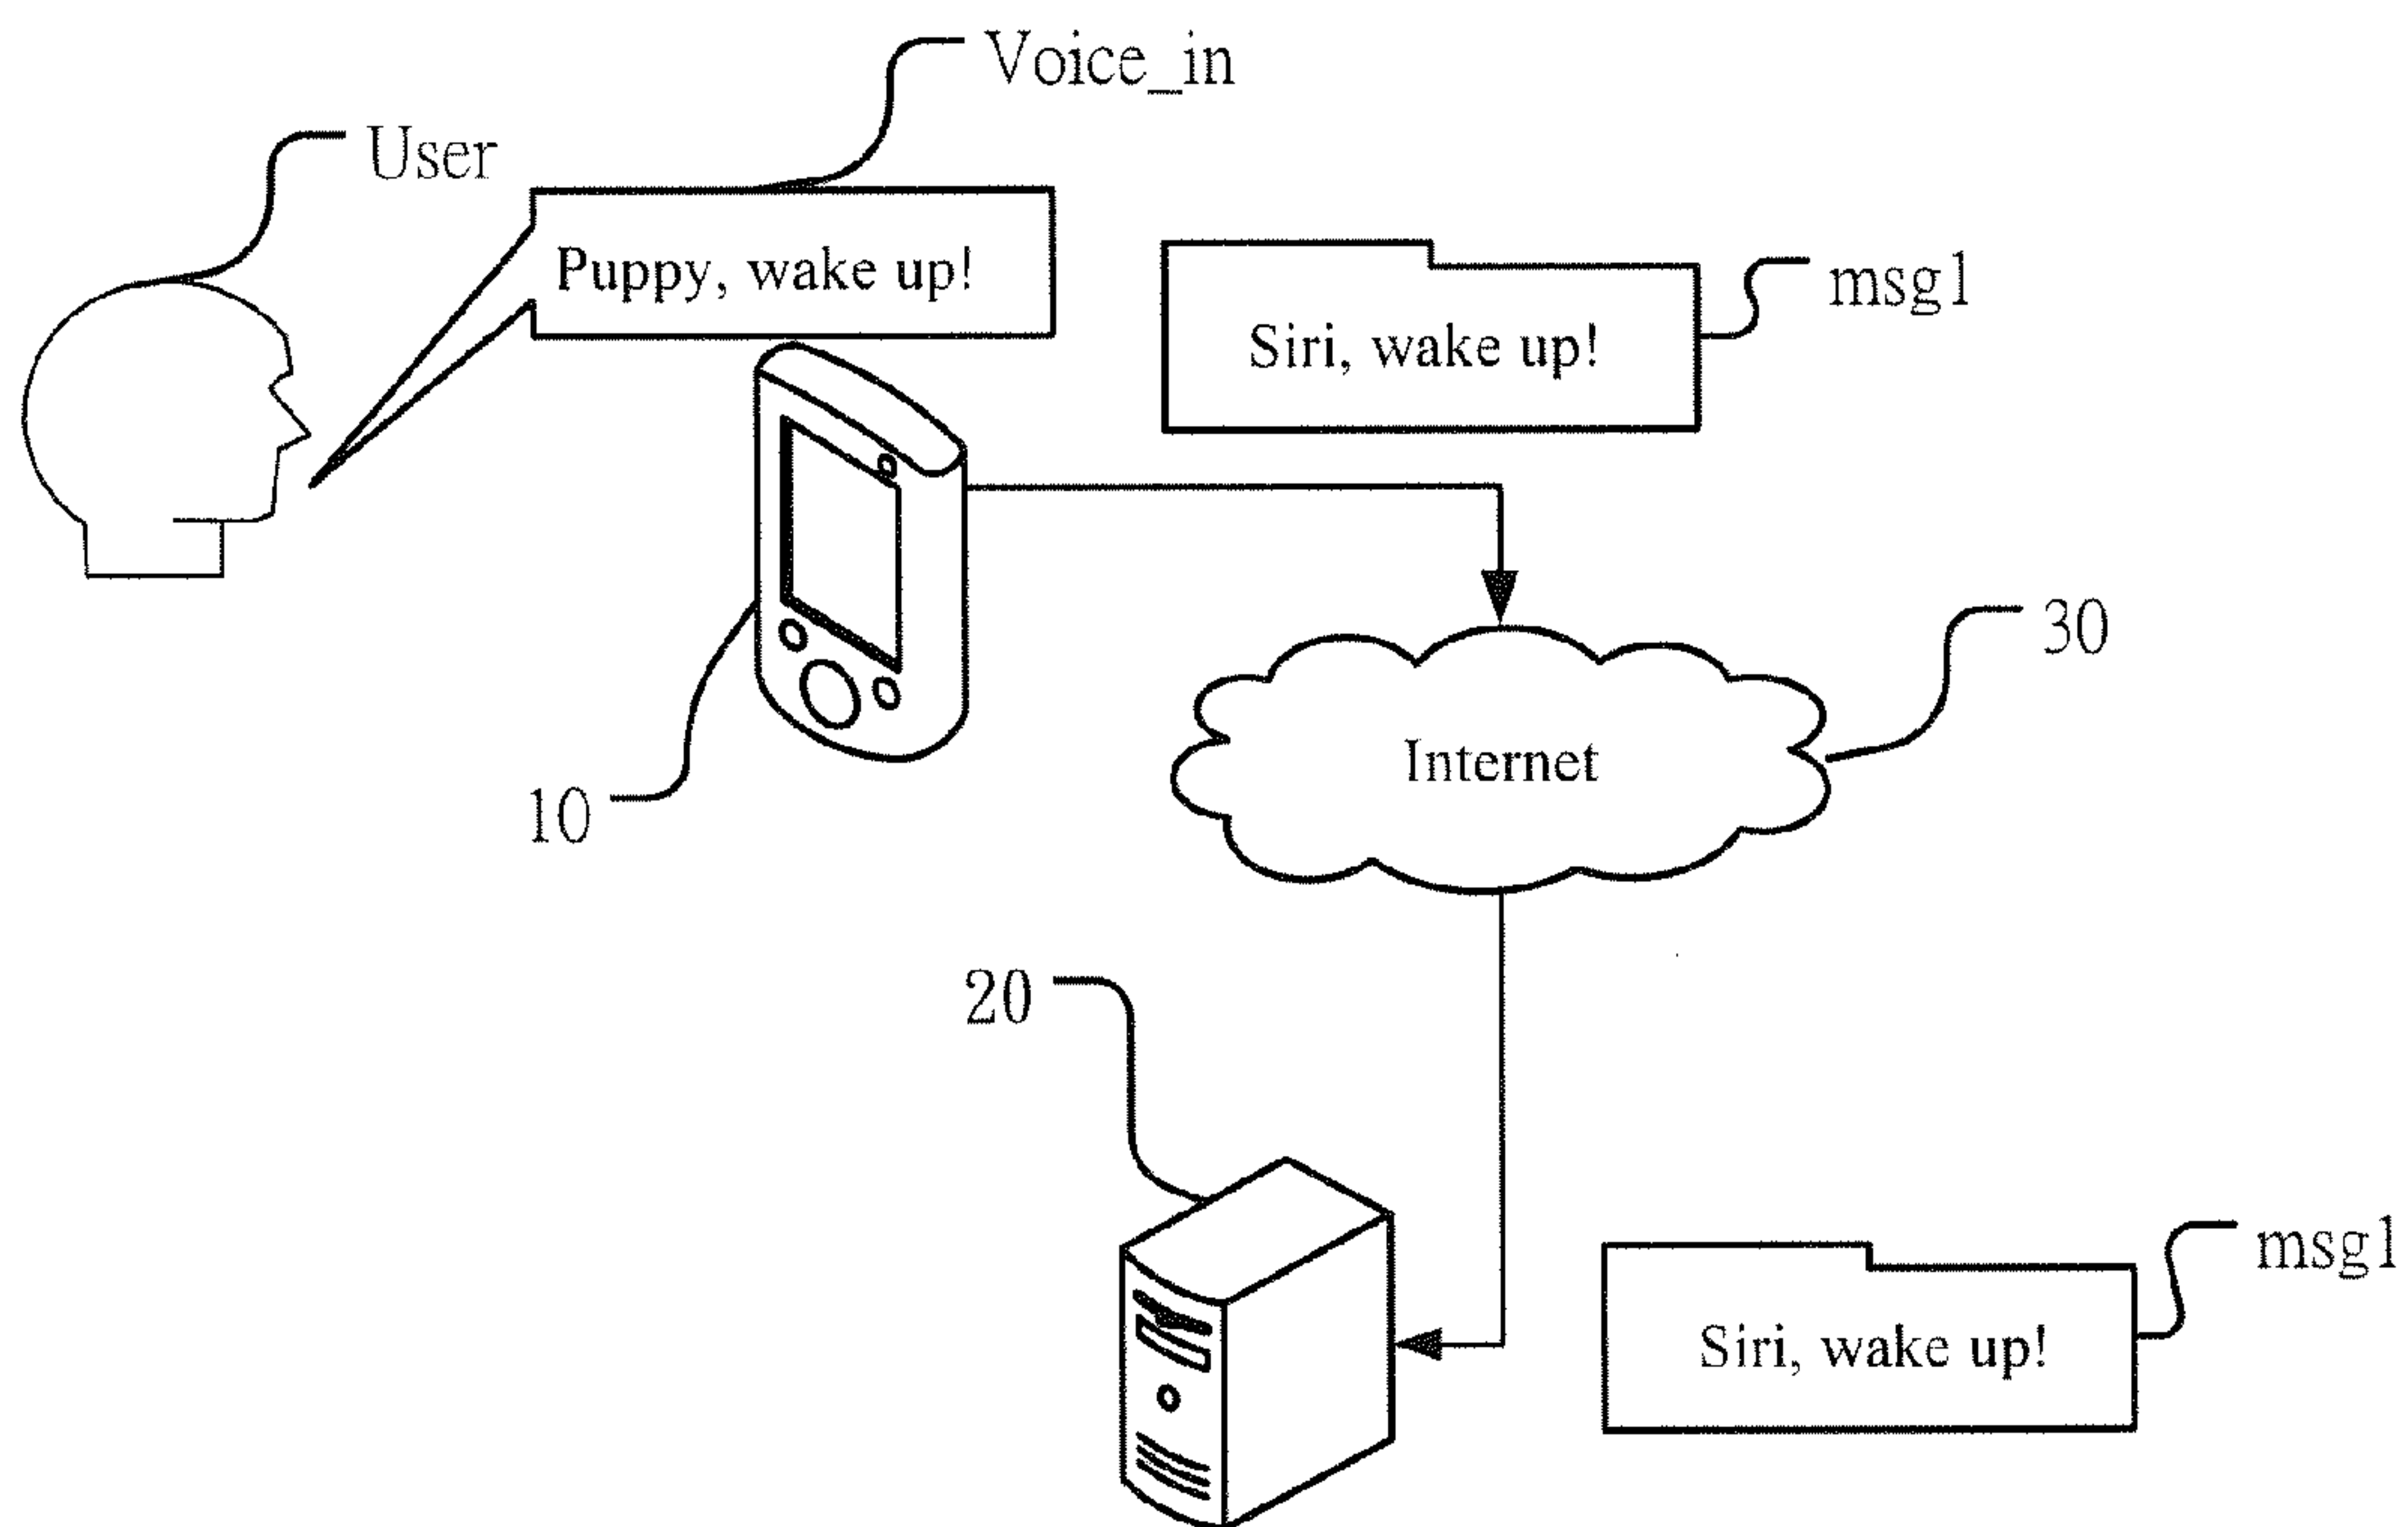 Voice_in
User
Puppy, wake up!
msg1
Siri, wake up!
30
Internet
10
20
msg1
Siri, wake up!